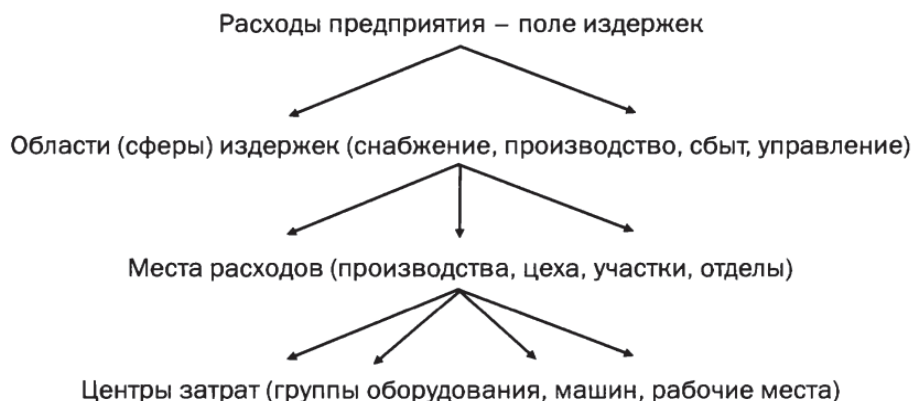 Расходы предприятия – поле издержек
Области (сферы) издержек (снабжение, производство, сбыт, управление)
Места расходов (производства, цеха, участки, отделы)
Центры затрат (группы оборудования, машин, рабочие места)